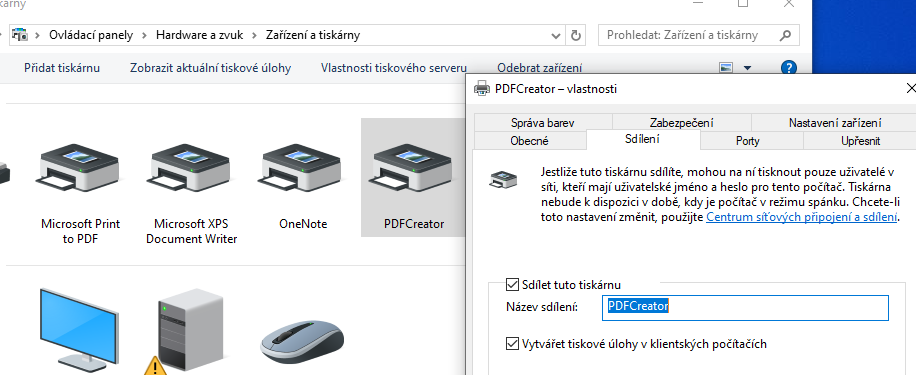 tiskárny
Ovládací panely > Hardware a zvuk > Zařízení a tiskárny
Prohledat: Zařízení a tiskárny
Přidat tiskárnu Zobrazit aktuální tiskové úlohy Vlastnosti tiskového serveru Odebrat zařízení
Microsoft Print
to PDF
Microsoft XPS
Document Writer
OneNote
PDFCreator
PDFCreator – vlastnosti
Správa barev Zabezpečení Nastavení zařízení
Obecné Sdílení Porty Upřesnit
Jestliže tuto tiskárnu sdílíte, mohou na ní tisknout pouze uživatelé v
síti, kteří mají uživatelské jméno a heslo pro tento počítač. Tiskárna
nebude k dispozici v době, kdy je počítač v režimu spánku. Chcete-li
toto nastavení změnit, použijte Centrum síťových připojení a sdílení.
Sdílet tuto tiskárnu
Název sdílení: PDFCreator
Vytvářet tiskové úlohy v klientských počítačích